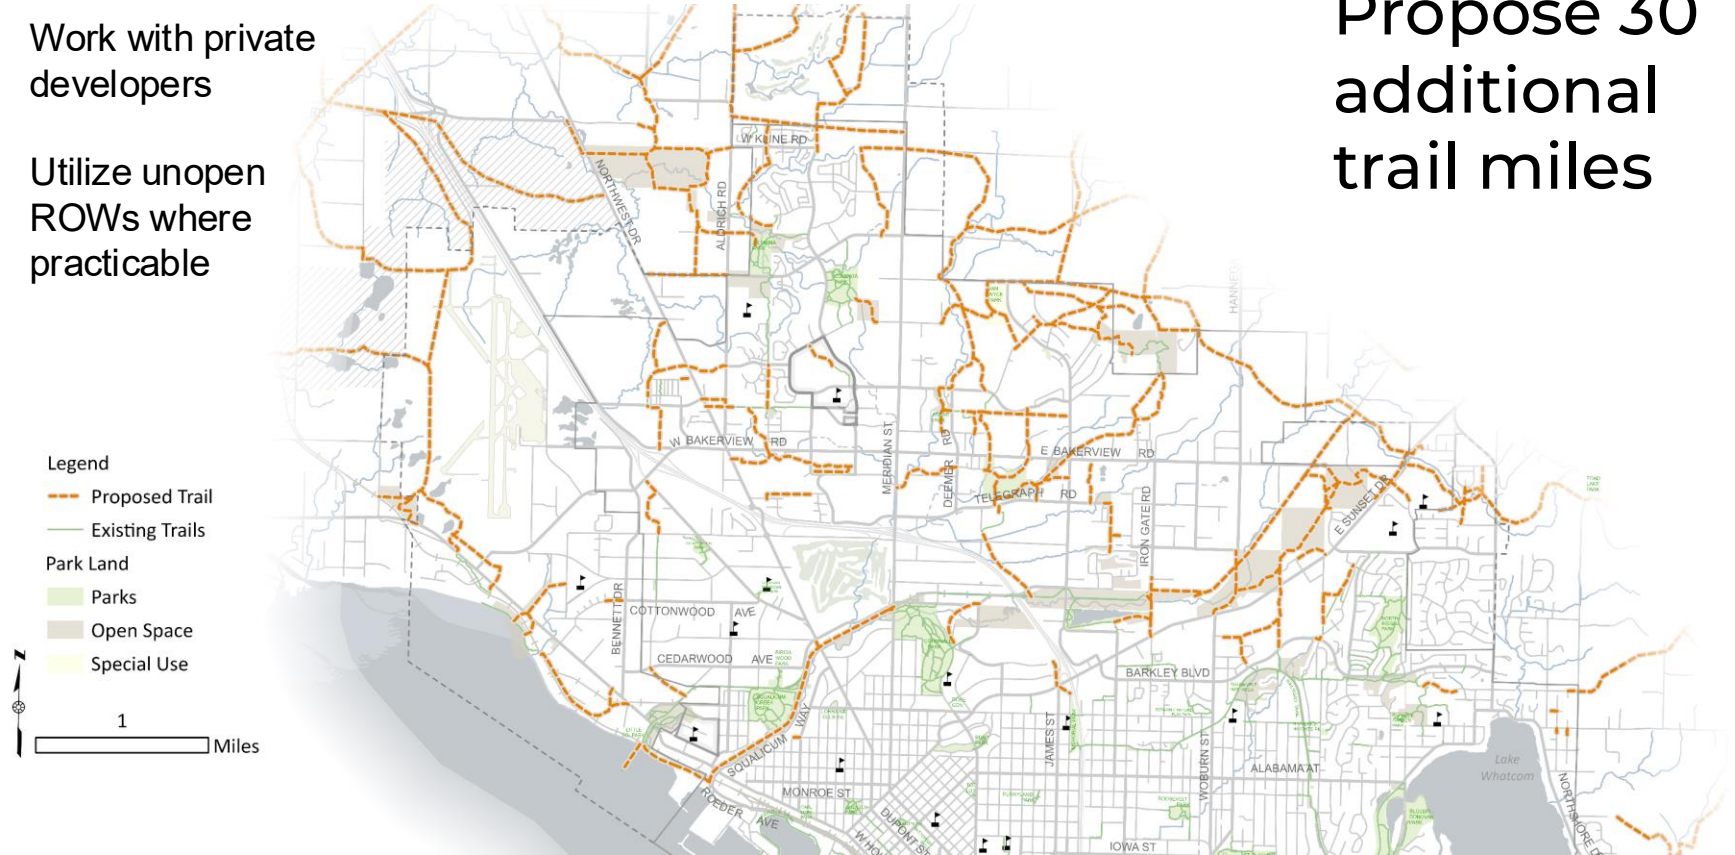 Work with private
developers
Utilize unopen
ROWs where
practicable
Propose 30
additional
trail miles
Legend
Proposed Trail
Existing Trails
Park Land
Parks
Open Space
Special Use
N
1
Miles
W KLINE RD
NORTHWEST DR
ALDRICH RD
W BAKERVIEW RD
MERIDIAN ST
DEEMER RD
E BAKERVIEW RD
TELEGRAPH RD
IRON GATE RD
E SUNSET DR
BENNETT DR
COTTONWOOD AVE
CEDARWOOD AVE
BARKLEY BLVD
SQUALICUM WAY
JAMES ST
WOBURN ST
ALABAMA
ROEDER AVE
MONROE ST
DUPONT ST
IOWA ST
Lake
Whatcom
NORTHSHORE D
TOAD
LAKE
PARK